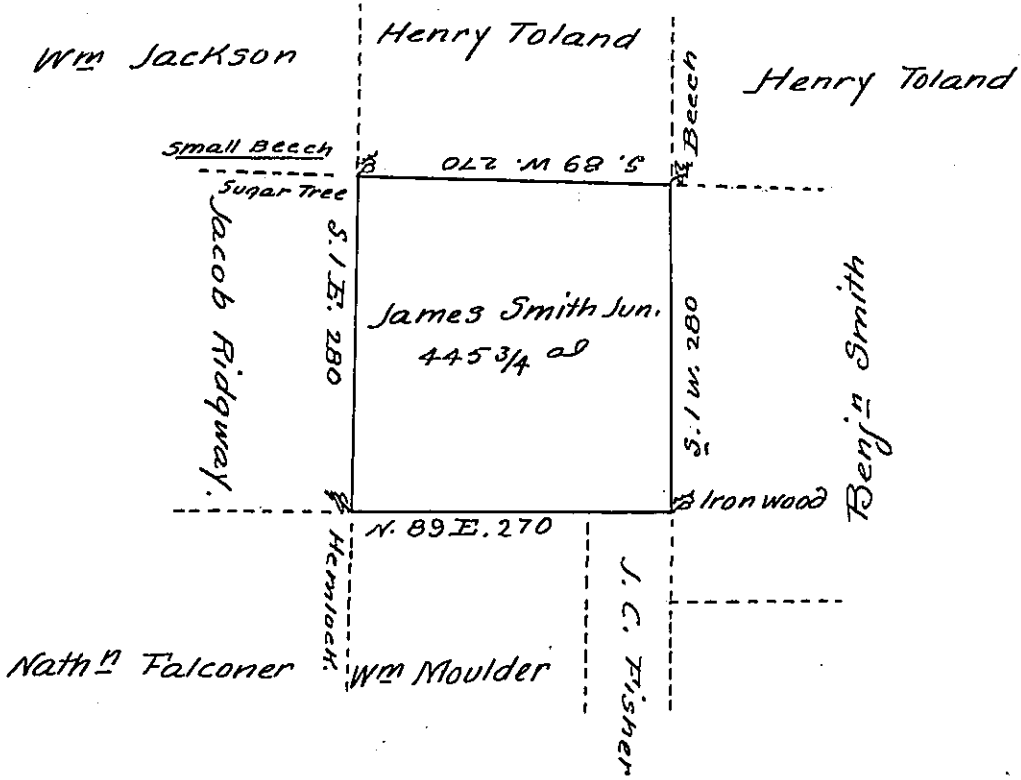 Wm Jackson
Henry Toland
Henry Toland
Beech
Small Beech
Sugar Tree
S. 89 W. 270
Jacob Ridgway.
S. 1 E. 280
James Smith Jun.
445 3/4 a
S. 1 W. 280
Benjn Smith
Iron wood
N. 89 E. 270
Hemlock.
J. C. Fisher
Nathn Falconer
Wm Moulder